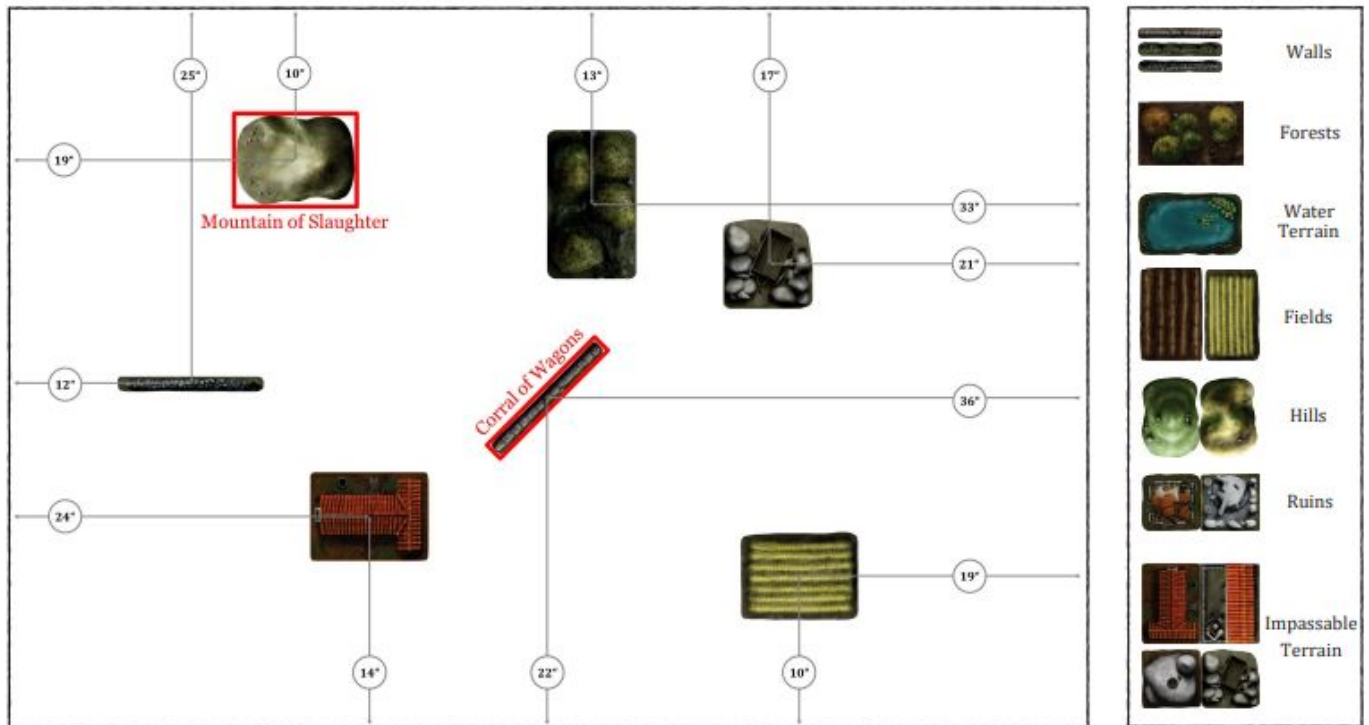 25"
10"
13"
17"
19"
Mountain of Slaughter
33"
21"
12"
Corral of Wagons
36"
24"
19"
14"
22"
10"
Walls
Forests
Water
Terrain
Fields
Hills
Ruins
Impassable
Terrain